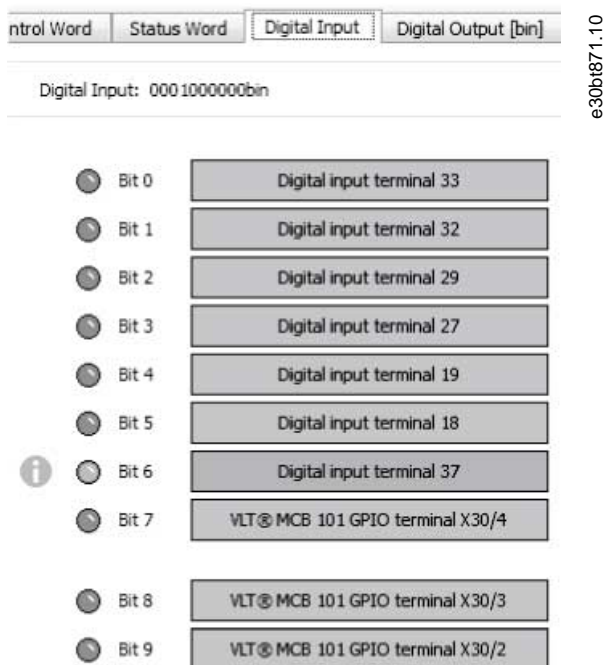 ntrol Word Status Word Digital Input Digital Output [bin]
e30bt871.10
Digital Input: 0001000000bin
Bit 0 Digital input terminal 33
Bit 1 Digital input terminal 32
Bit 2 Digital input terminal 29
Bit 3 Digital input terminal 27
Bit 4 Digital input terminal 19
Bit 5 Digital input terminal 18
Bit 6 Digital input terminal 37
Bit 7 VLT® MCB 101 GPIO terminal X30/4
Bit 8 VLT® MCB 101 GPIO terminal X30/3
Bit 9 VLT® MCB 101 GPIO terminal X30/2